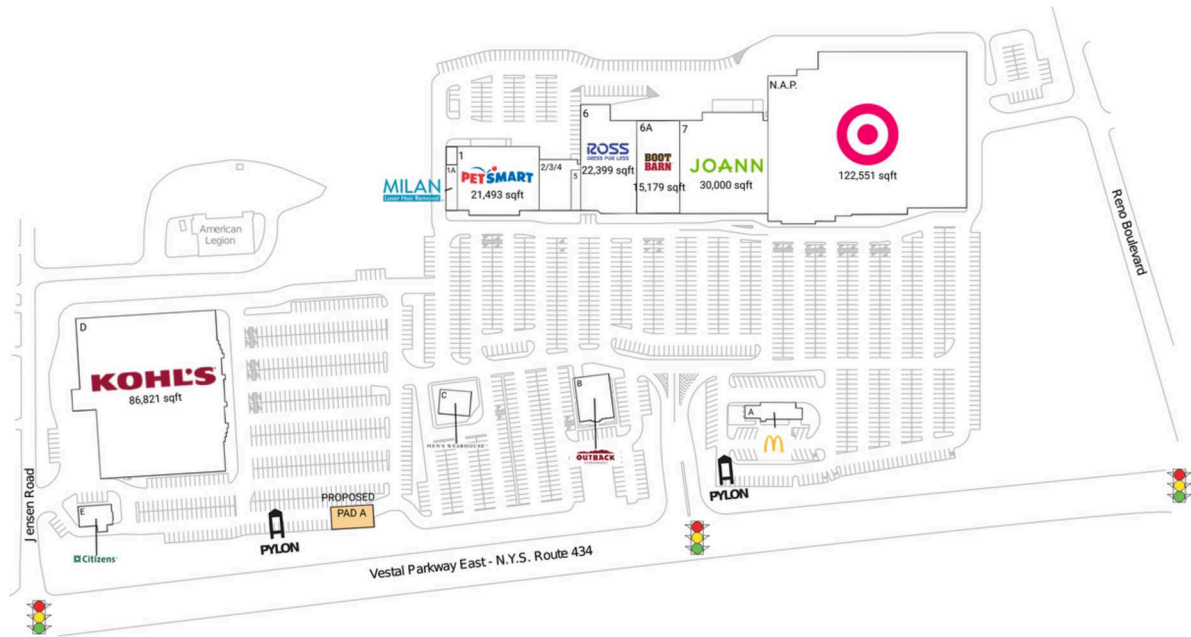 N.A.P.
122,551 sqft
6
ROSS
DRESS FOR LESS
22,399 sqft
6A
BOOT
BARN
15,179 sqft
7
JOANN
30,000 sqft
1
1A
PETSMART
21,493 sqft
2/3/4
5
MILAN
Laser Hair Removal
American
Legion
Reno Boulevard
D
KOHL'S
86,821 sqft
C
MEN'S WEARHOUSE
B
OUTBACK
STEAKHOUSE
A
PYLON
Jensen Road
E
Citizens
PROPOSED
PAD A
PYLON
Vestal Parkway East - N.Y.S. Route 434